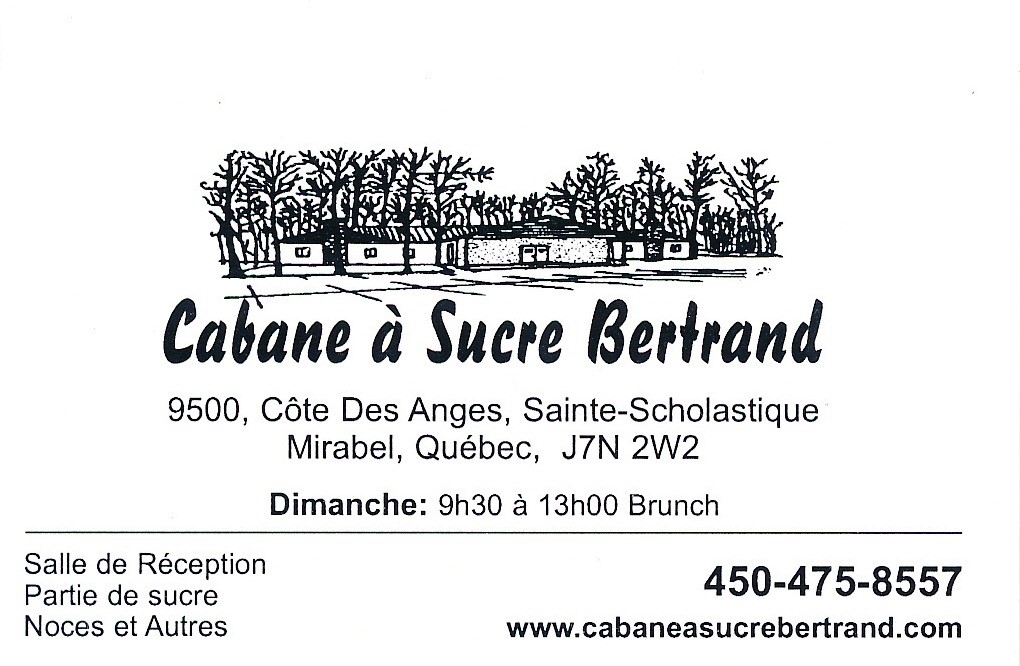 Cabane à Sucre Bertrand
9500, Côte Des Anges, Sainte-Scholastique
Mirabel, Québec, J7N 2W2
Dimanche: 9h30 à 13h00 Brunch
Salle de Réception
Partie de sucre
Noces et Autres
450-475-8557
www.cabaneasucrebertrand.com